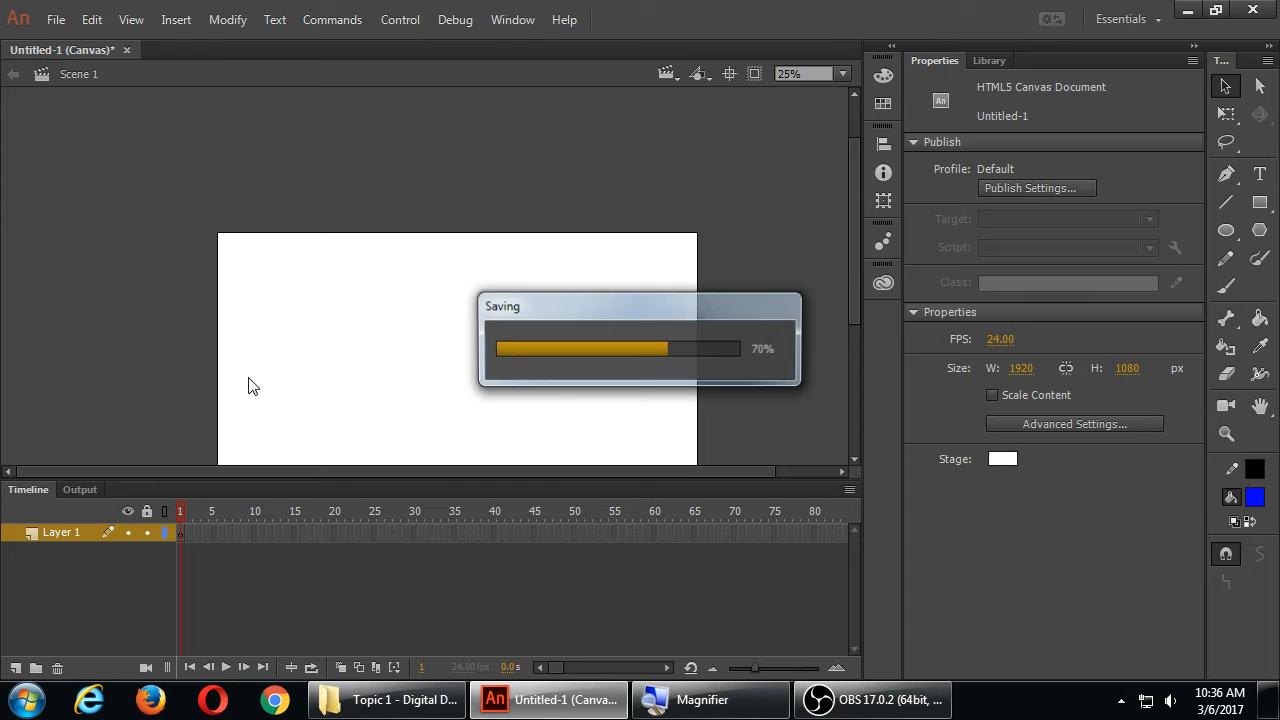 An File Edit View Insert Modify Text Commands Control Debug Window Help Essentials
Untitled-1 (Canvas)* ×
Scene 1 25%
Properties Library T...
An HTML5 Canvas Document
Untitled-1
Publish
Profile: Default
Publish Settings...
Target:
Script:
Class:
Properties
FPS: 24.00
Size: W: 1920 H: 1080 px
Scale Content
Advanced Settings...
Stage:
Saving
70%
Timeline Output
1 5 10 15 20 25 30 35 40 45 50 55 60 65 70 75 80
Layer 1
1 24.00 fps 0.0 s
Topic 1 - Digital D... An Untitled-1 (Canva... Magnifier OBS 17.0.2 (64bit, ...
10:36 AM
3/6/2017